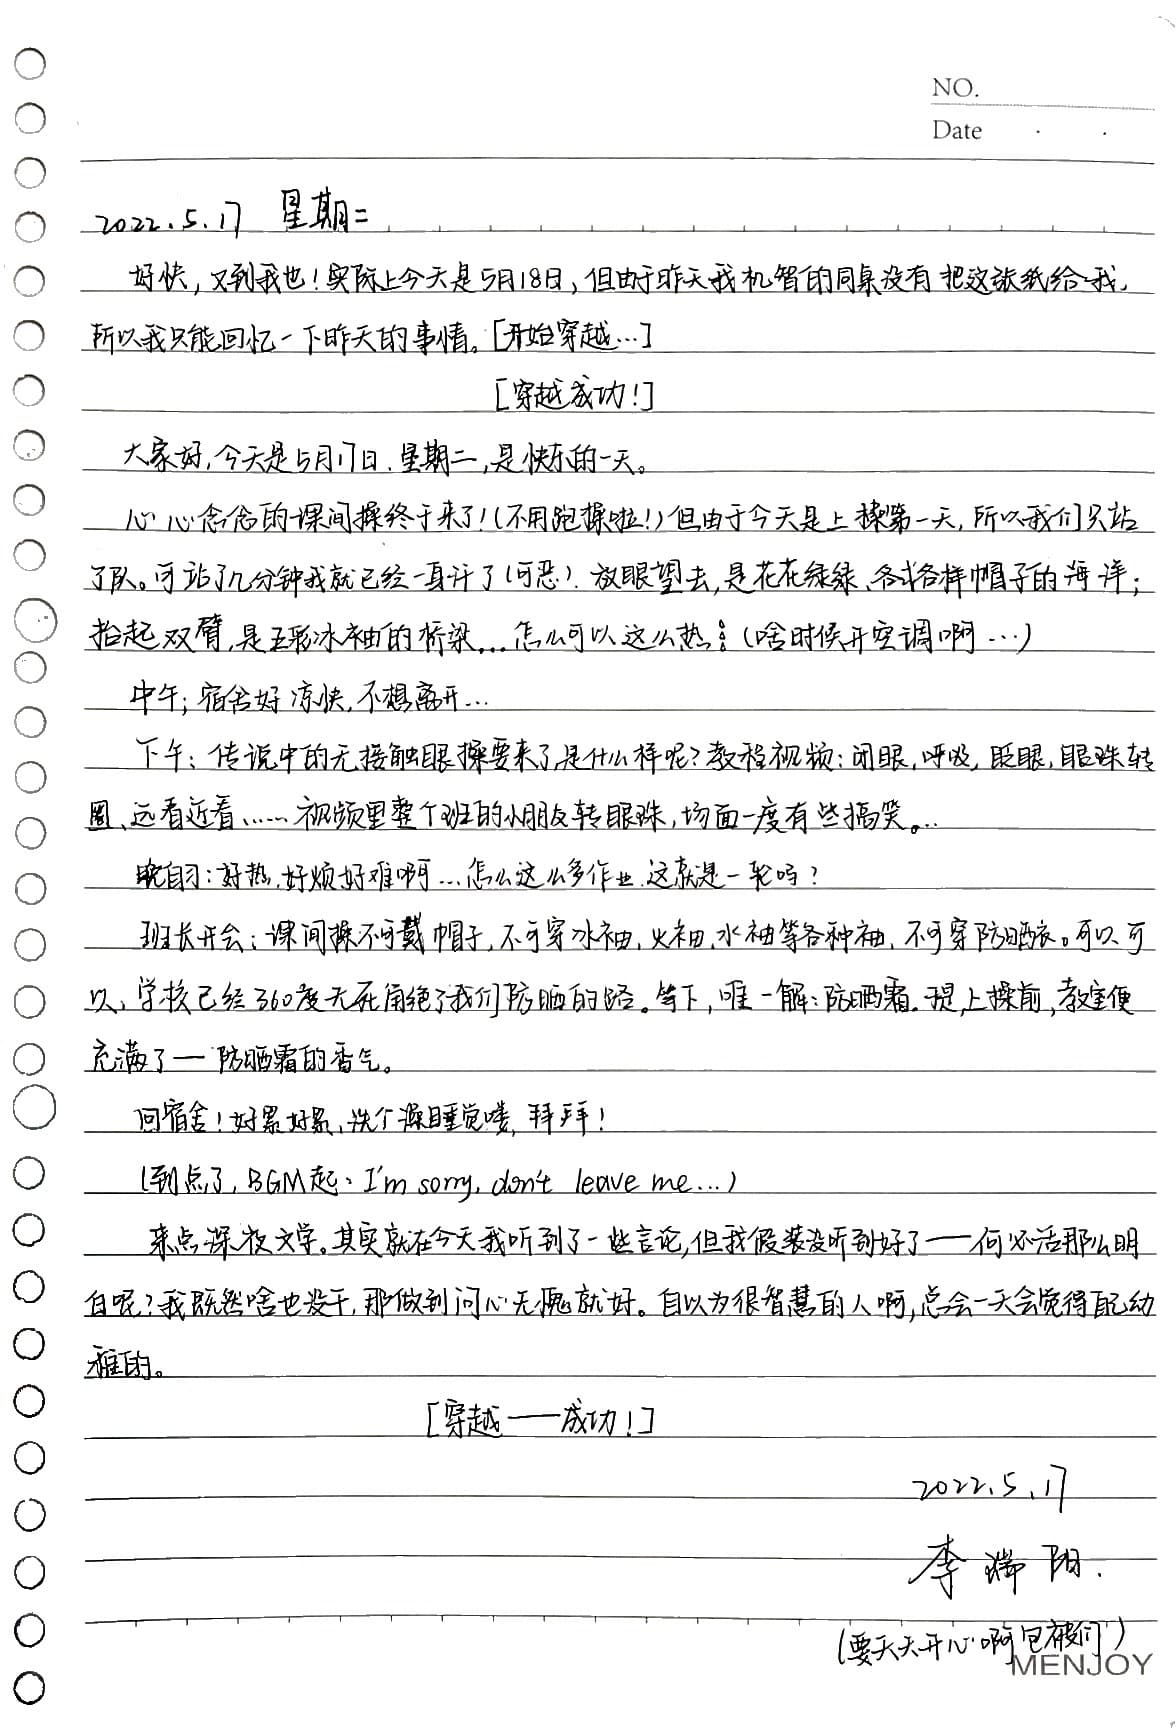 NO.
Date
2022.5.17 星期二
好快，又到我也！实际上今天是5月18日，但由于昨天我机智的同桌没有把这张纸给我，
所以我只能回忆一下昨天的事情。[开始穿越…]
[穿越成功！]
大家好，今天是5月17日.星期二，是快乐的一天。
心心念念的课间操终于来了！(不用跑操啦！)但由于今天是上操第一天，所以我们只站
了队。可站了几分钟我就已经一身汗了(可恶).放眼望去，是花花绿绿、各式各样帽子的海洋；
抬起双臂，是五彩冰袖的桥梁…怎么可以这么热！(啥时候开空调啊…)
中午；宿舍好凉快，不想离开…
下午：传说中的无接触眼操要来了，是什么样呢？教程视频：闭眼，呼吸，眨眼，眼珠转
圈、远看近看……视频里整个班的小朋友转眼珠，场面一度有些搞笑。…
晚自习：好热，好烦好难啊…怎么这么多作业，这就是一轮吗？
班长开会：课间操不可戴帽子，不可穿冰袖，火袖，水袖等各种袖，不可穿防晒衣。可以可
以，学校已经360度无死角绝了我们防晒的路。等下，唯一解：防晒霜.于是，上操前，教室便
充满了——防晒霜的香气。
回宿舍！好累好累，洗个澡睡觉喽，拜拜！
(到点了，BGM起：I'm sorry, don't leave me…)
来点深夜文学。其实就在今天我听到了一些言论，但我假装没听到好了——何必活那么明
白呢？我既然啥也没干，那做到问心无愧就好。自以为很智慧的人啊，总会一天会觉得自己幼
稚的。
[穿越——成功！]
2022.5.17
李端阳.
(要天天开心啊)
MENJOY